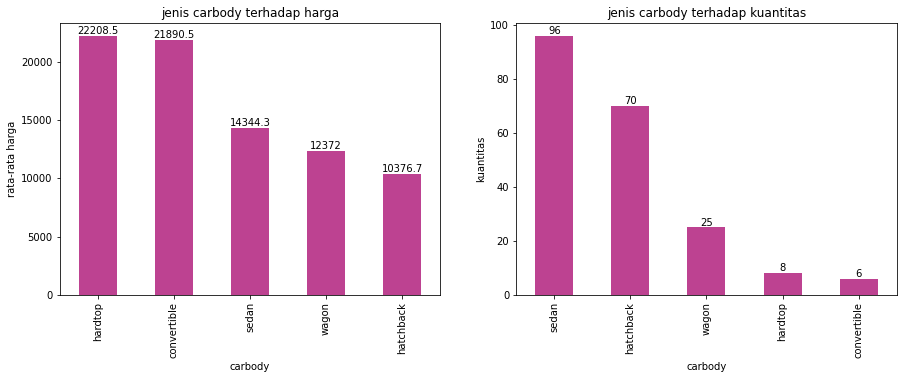 jenis carbody terhadap harga
rata-rata harga
20000
15000
10000
5000
0
22208.5
21890.5
14344.3
12372
10376.7
hardtop
convertible
sedan
wagon
hatchback
carbody
jenis carbody terhadap kuantitas
kuantitas
100
80
60
40
20
0
96
70
25
8
6
sedan
hatchback
wagon
hardtop
convertible
carbody